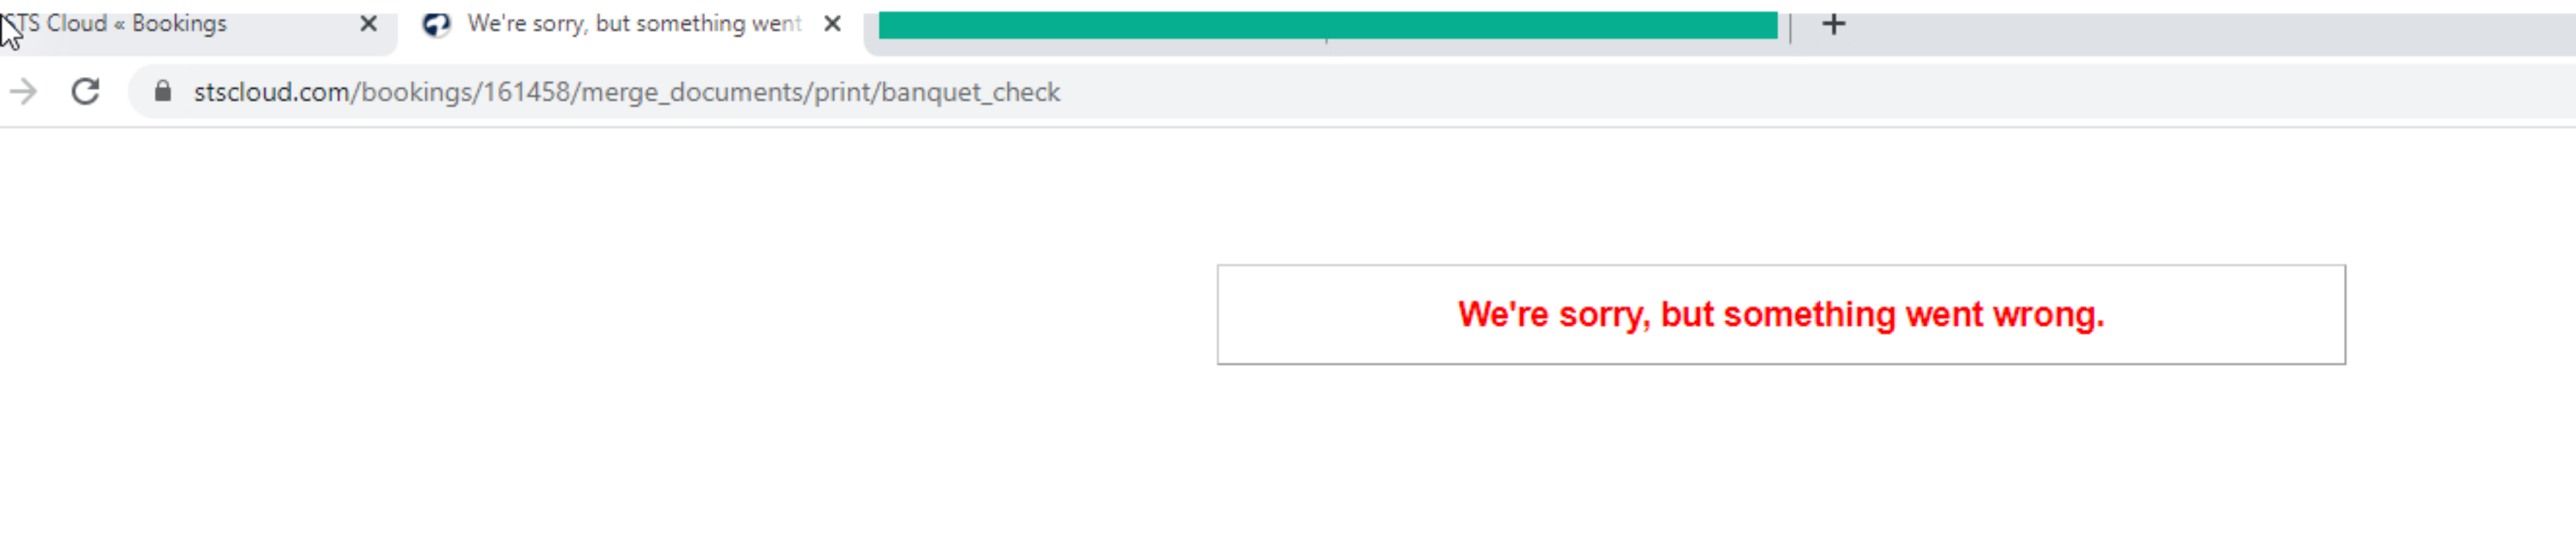 STS Cloud « Bookings
We're sorry, but something went
stscloud.com/bookings/161458/merge_documents/print/banquet_check
We're sorry, but something went wrong.